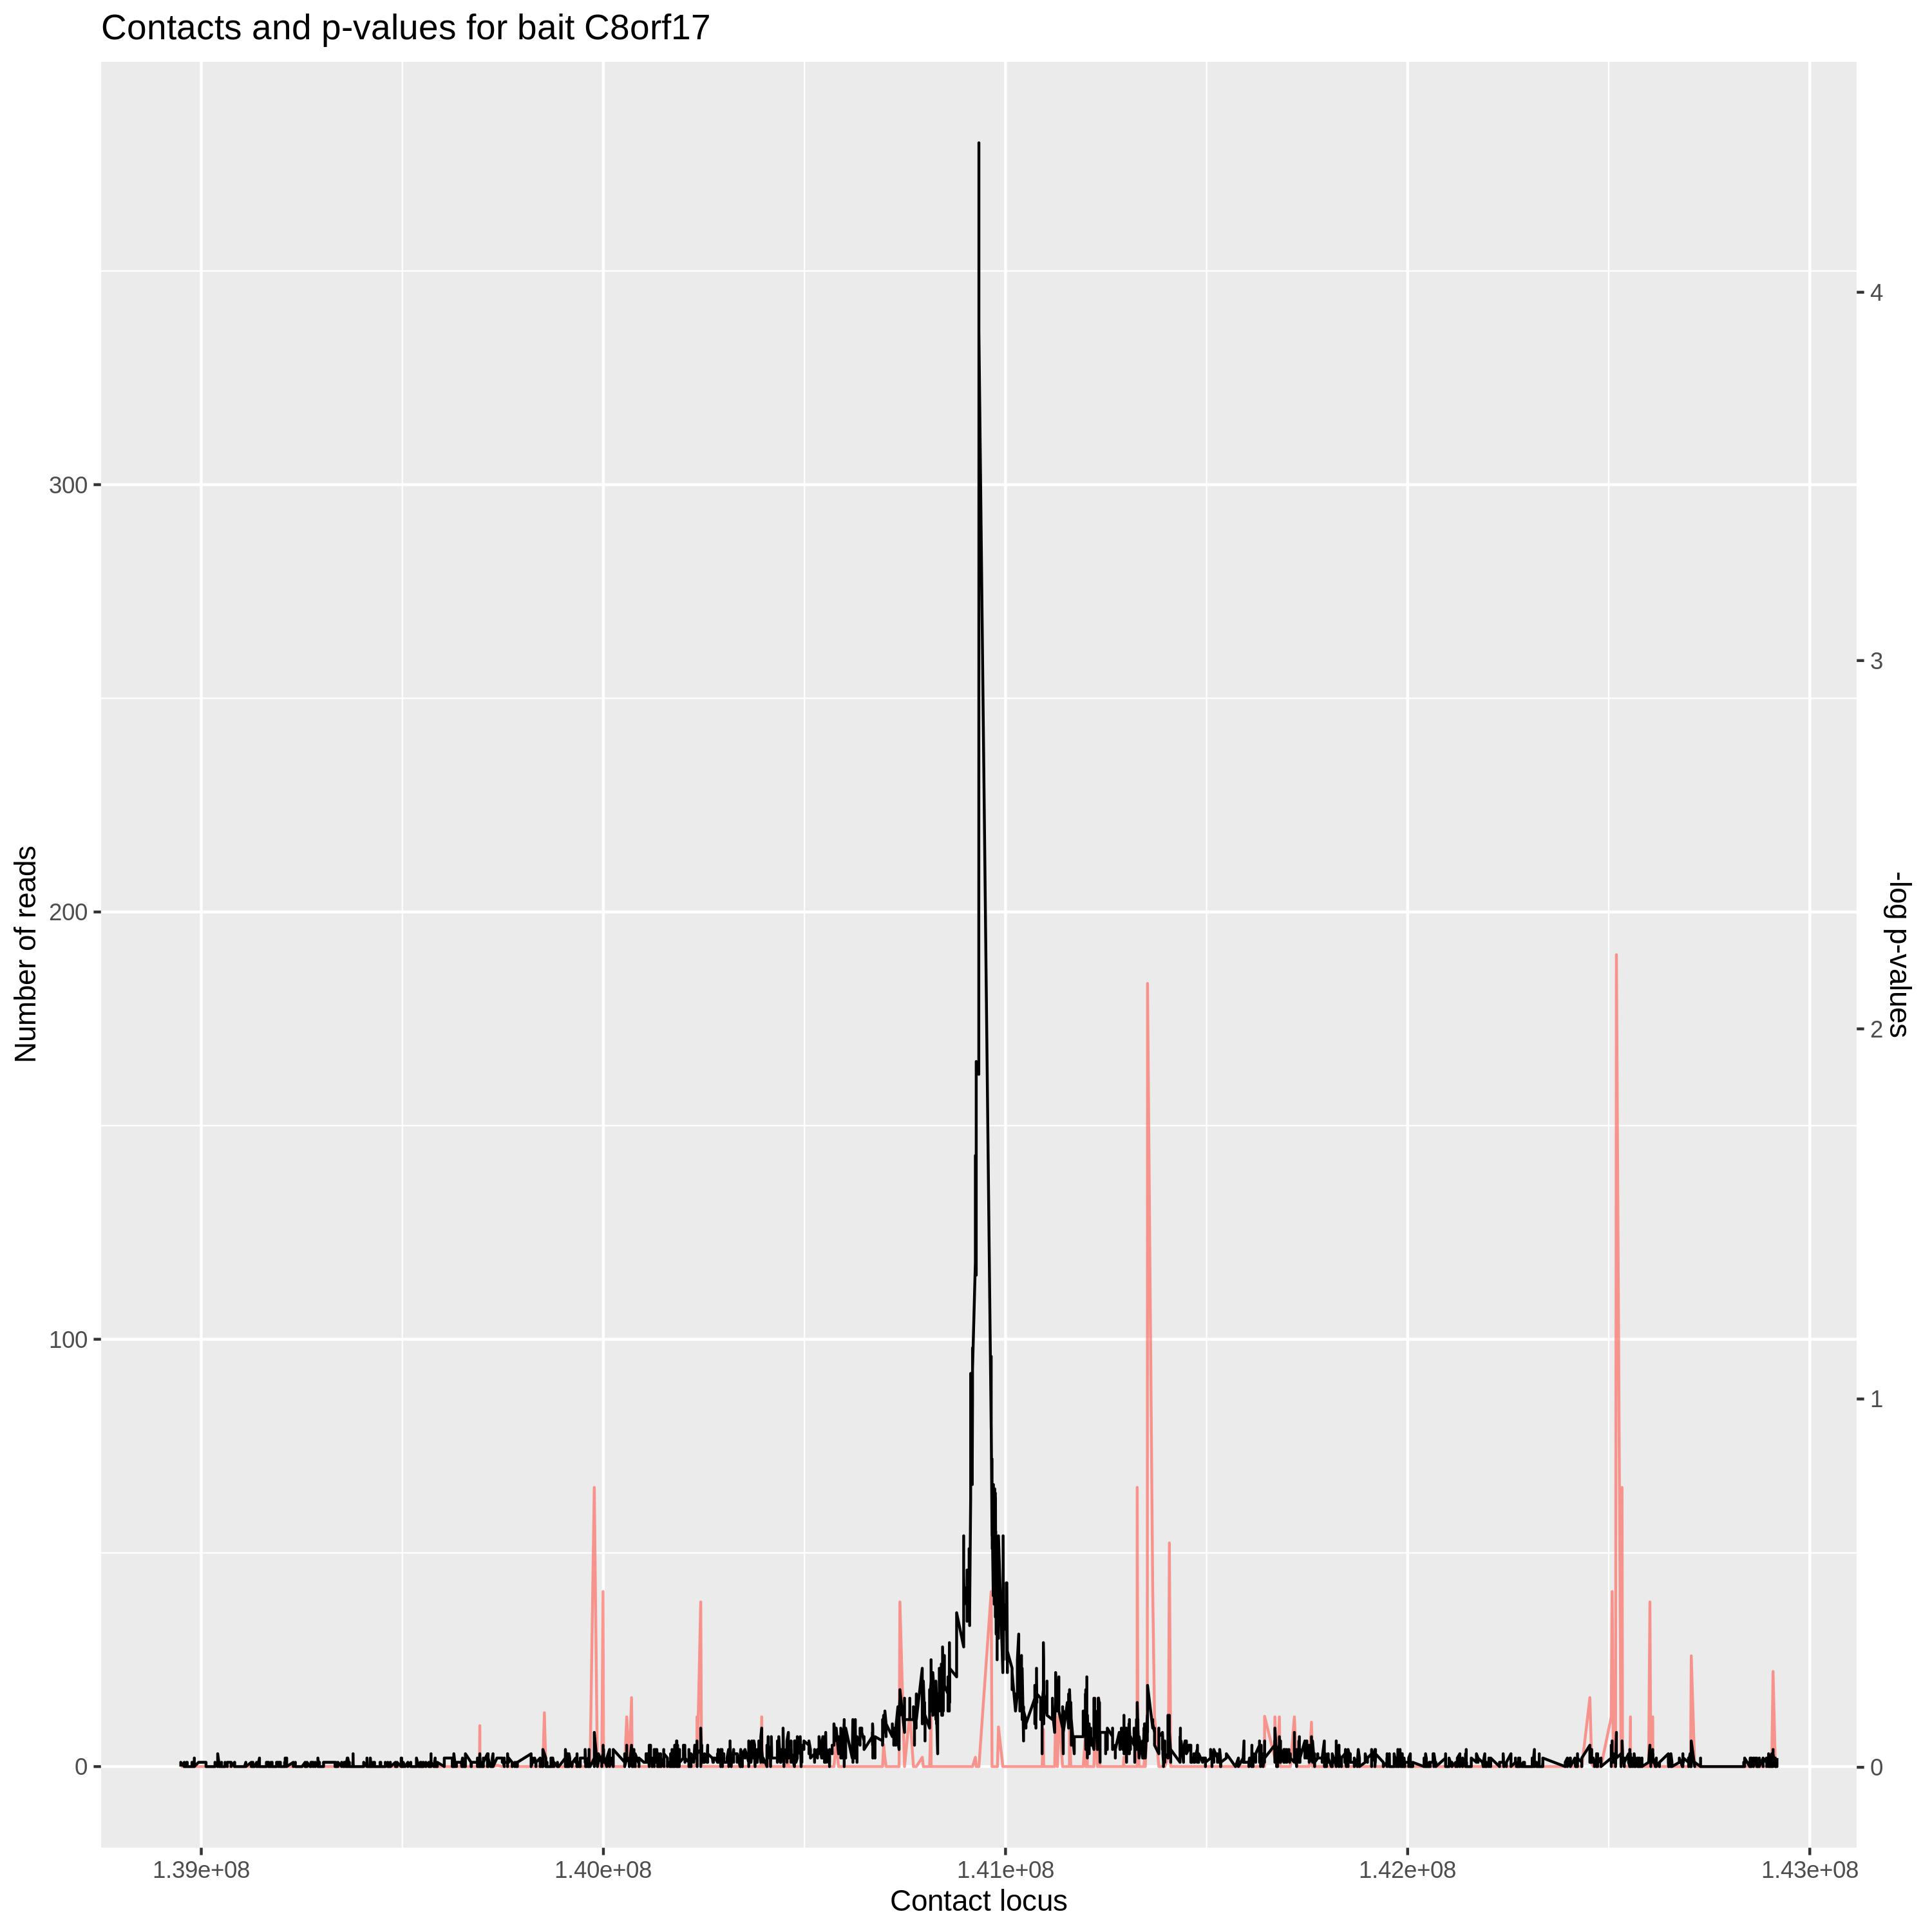 Contacts and p-values for bait C8orf17
Number of reads
300
200
100
0
4
3
2
1
0
-log p-values
1.39e+08
1.40e+08
1.41e+08
1.42e+08
1.43e+08
Contact locus